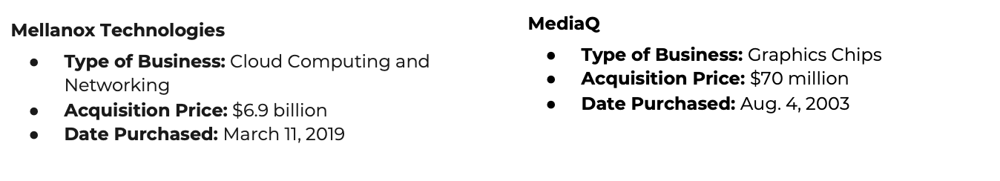 Mellanox Technologies
● Type of Business: Cloud Computing and
Networking
● Acquisition Price: $6.9 billion
● Date Purchased: March 11, 2019
MediaQ
● Type of Business: Graphics Chips
● Acquisition Price: $70 million
● Date Purchased: Aug. 4, 2003